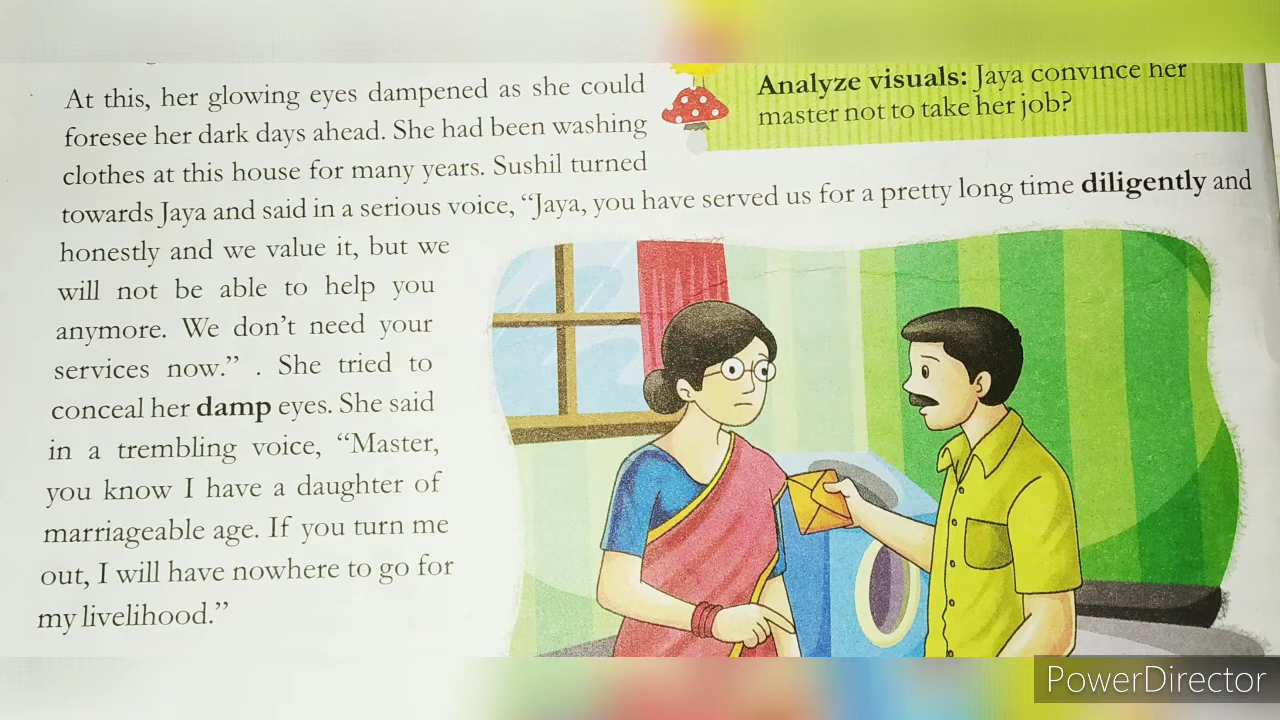 At this, her glowing eyes dampened as she could
foresee her dark days ahead. She had been washing
clothes at this house for many years. Sushil turned
towards Jaya and said in a serious voice, “Jaya, you have served us for a pretty long time diligently and
honestly and we value it, but we
will not be able to help you
anymore. We don’t need your
services now.” . She tried to
conceal her damp eyes. She said
in a trembling voice, “Master,
you know I have a daughter of
marriageable age. If you turn me
out, I will have nowhere to go for
my livelihood.”
Analyze visuals: Jaya convince her
master not to take her job?
PowerDirector